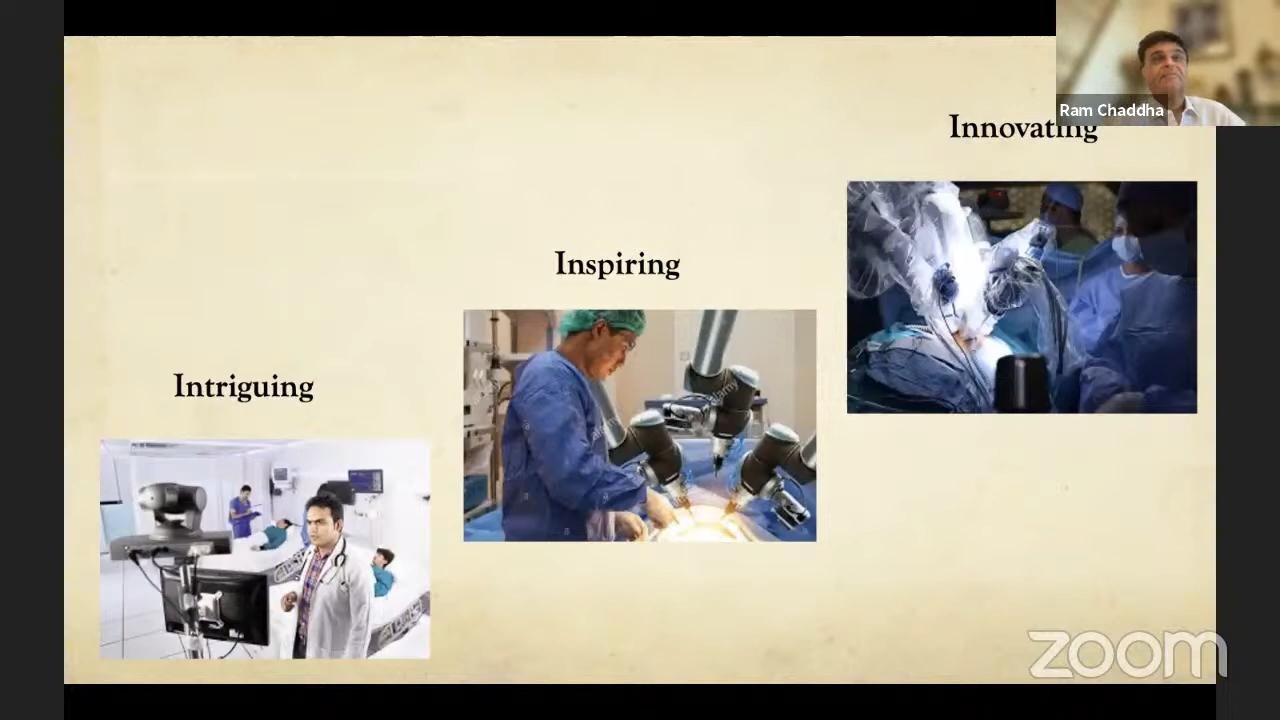 Ram Chaddha
Innovating
Inspiring
Intriguing
zoom